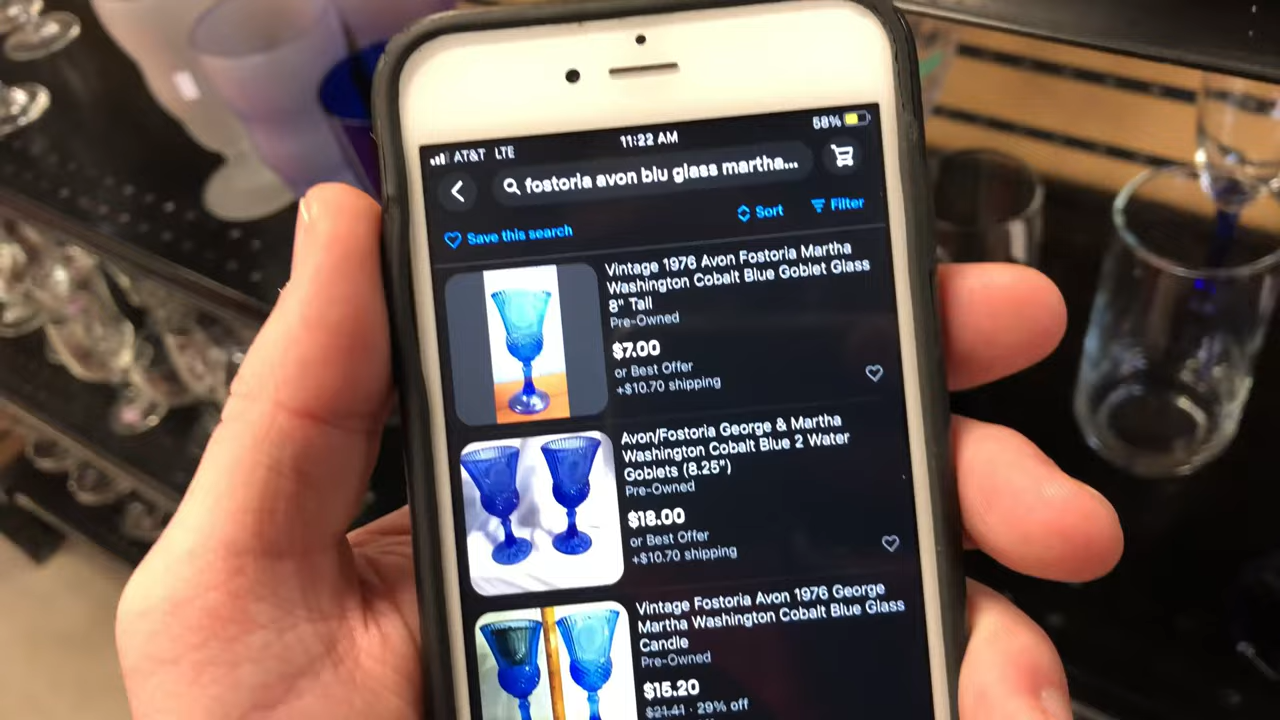 AT&T LTE 11:22 AM 58%
fostoria avon blu glass martha...
Sort Filter
Save this search
Vintage 1976 Avon Fostoria Martha
Washington Cobalt Blue Goblet Glass
8" Tall
Pre-Owned
$7.00
or Best Offer
+$10.70 shipping
Avon/Fostoria George & Martha
Washington Cobalt Blue 2 Water
Goblets (8.25")
Pre-Owned
$18.00
or Best Offer
+$10.70 shipping
Vintage Fostoria Avon 1976 George
Martha Washington Cobalt Blue Glass
Candle
Pre-Owned
$15.20
$21.41 · 29% off